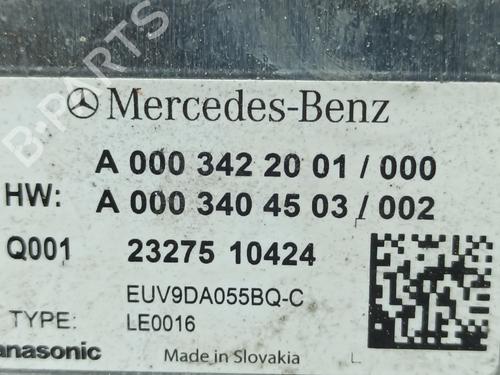 B-PARTS
Mercedes-Benz
A 000 342 20 01 / 000
HW: A 000 340 45 03 / 002
Q001 23275 10424
EUV9DA055BQ-C
TYPE: LE0016
anasonic Made in Slovakia L